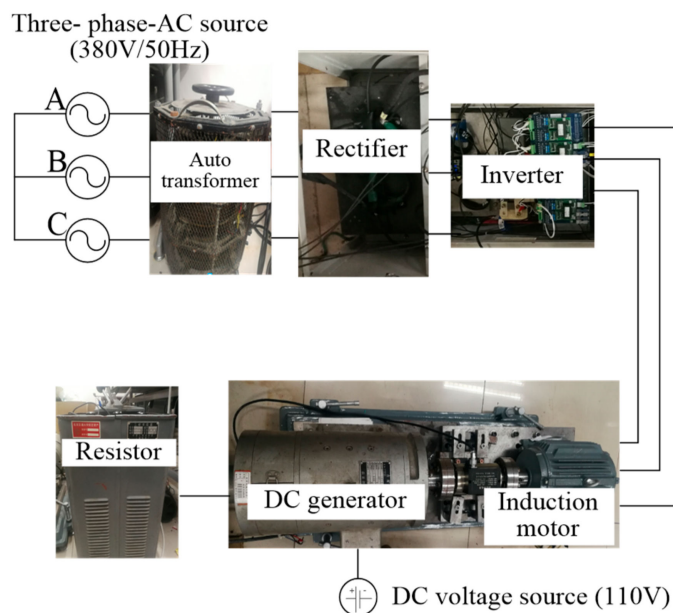 Three- phase-AC source
(380V/50Hz)
A
B
C
Auto
transformer
Rectifier
Inverter
Resistor
DC generator
Induction
motor
DC voltage source (110V)